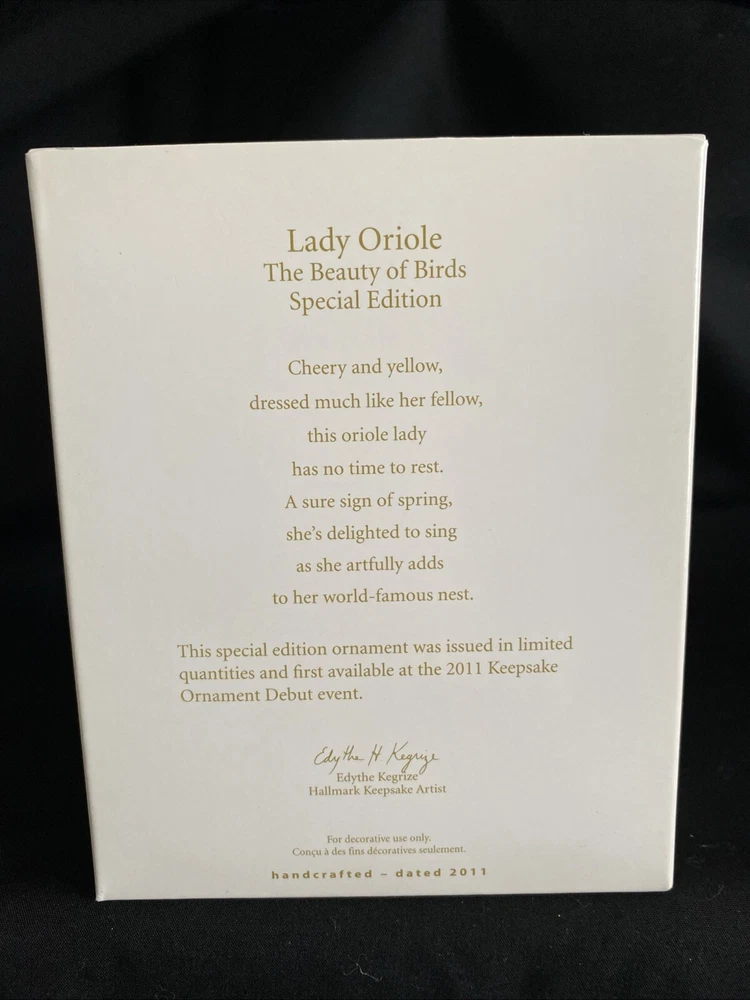 Lady Oriole
The Beauty of Birds
Special Edition
Cheery and yellow,
dressed much like her fellow,
this oriole lady
has no time to rest.
A sure sign of spring,
she's delighted to sing
as she artfully adds
to her world-famous nest.
This special edition ornament was issued in limited
quantities and first available at the 2011 Keepsake
Ornament Debut event.
Edythe H. Kegrize
Edythe Kegrize
Hallmark Keepsake Artist
For decorative use only.
Conçu à des fins décoratives seulement.
handcrafted – dated 2011